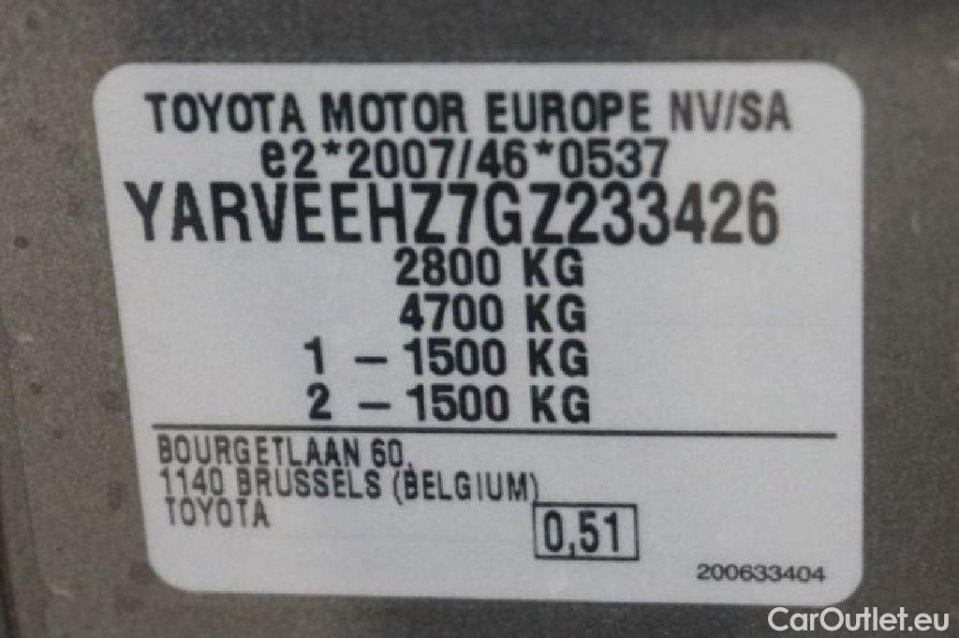 TOYOTA MOTOR EUROPE NV/SA
e2*2007/46*0537
YARVEEHZ7GZ233426
2800 KG
4700 KG
1 – 1500 KG
2 – 1500 KG
BOURGETLAAN 60,
1140 BRUSSELS (BELGIUM)
TOYOTA
0,51
200633404
CarOutlet.eu